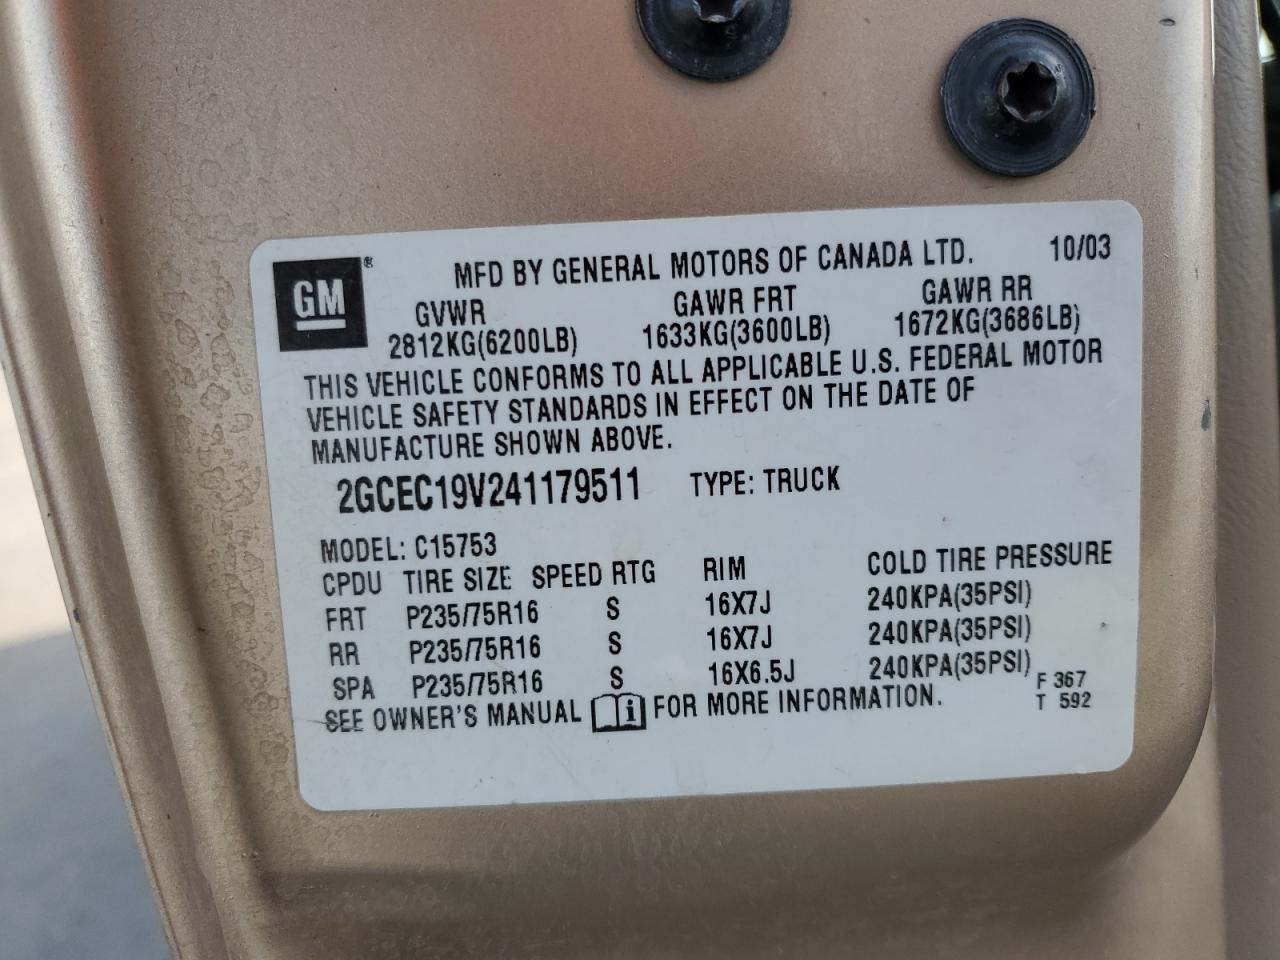 GM®
MFD BY GENERAL MOTORS OF CANADA LTD. 10/03
GVWR GAWR FRT GAWR RR
2812KG(6200LB) 1633KG(3600LB) 1672KG(3686LB)
THIS VEHICLE CONFORMS TO ALL APPLICABLE U.S. FEDERAL MOTOR
VEHICLE SAFETY STANDARDS IN EFFECT ON THE DATE OF
MANUFACTURE SHOWN ABOVE.
2GCEC19V241179511 TYPE: TRUCK
MODEL: C15753
CPDU TIRE SIZE SPEED RTG RIM COLD TIRE PRESSURE
FRT P235/75R16 S 16X7J 240KPA(35PSI)
RR P235/75R16 S 16X7J 240KPA(35PSI)
SPA P235/75R16 S 16X6.5J 240KPA(35PSI)
SEE OWNER'S MANUAL i FOR MORE INFORMATION.
F 367
T 592